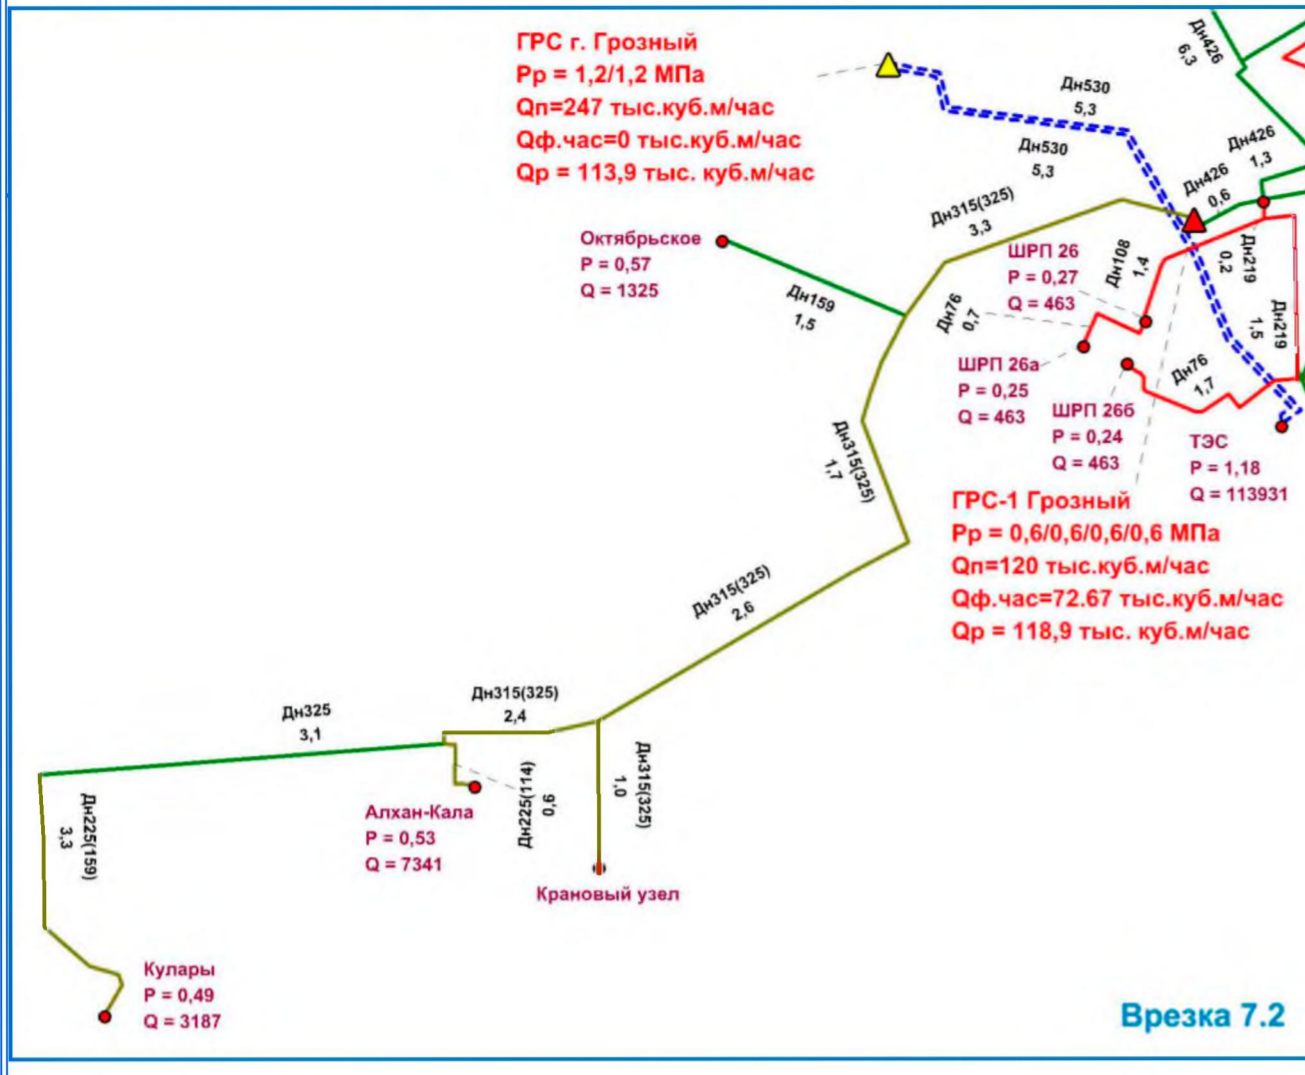 ГРС г. Грозный
Pр = 1,2/1,2 МПа
Qп=247 тыс.куб.м/час
Qф.час=0 тыс.куб.м/час
Qр = 113,9 тыс. куб.м/час
Дн426
6,3
Дн530
5,3
Дн530
5,3
Дн426
1,3
Дн426
0,6
Дн315(325)
3,3
Октябрьское
P = 0,57
Q = 1325
Дн159
1,5
ШРП 26
P = 0,27
Q = 463
Дн108
1,4
Дн219
0,2
Дн219
1,5
Дн76
0,7
ШРП 26а
P = 0,25
Q = 463
Дн76
1,7
ШРП 26б
P = 0,24
Q = 463
ТЭС
P = 1,18
Q = 113931
Дн315(325)
1,7
ГРС-1 Грозный
Pр = 0,6/0,6/0,6/0,6 МПа
Qп=120 тыс.куб.м/час
Qф.час=72.67 тыс.куб.м/час
Qр = 118,9 тыс. куб.м/час
Дн315(325)
2,6
Дн315(325)
2,4
Дн325
3,1
Дн315(325)
1,0
Дн225(114)
0,6
Алхан-Кала
P = 0,53
Q = 7341
Дн225(159)
3,3
Крановый узел
Кулары
P = 0,49
Q = 3187
Врезка 7.2